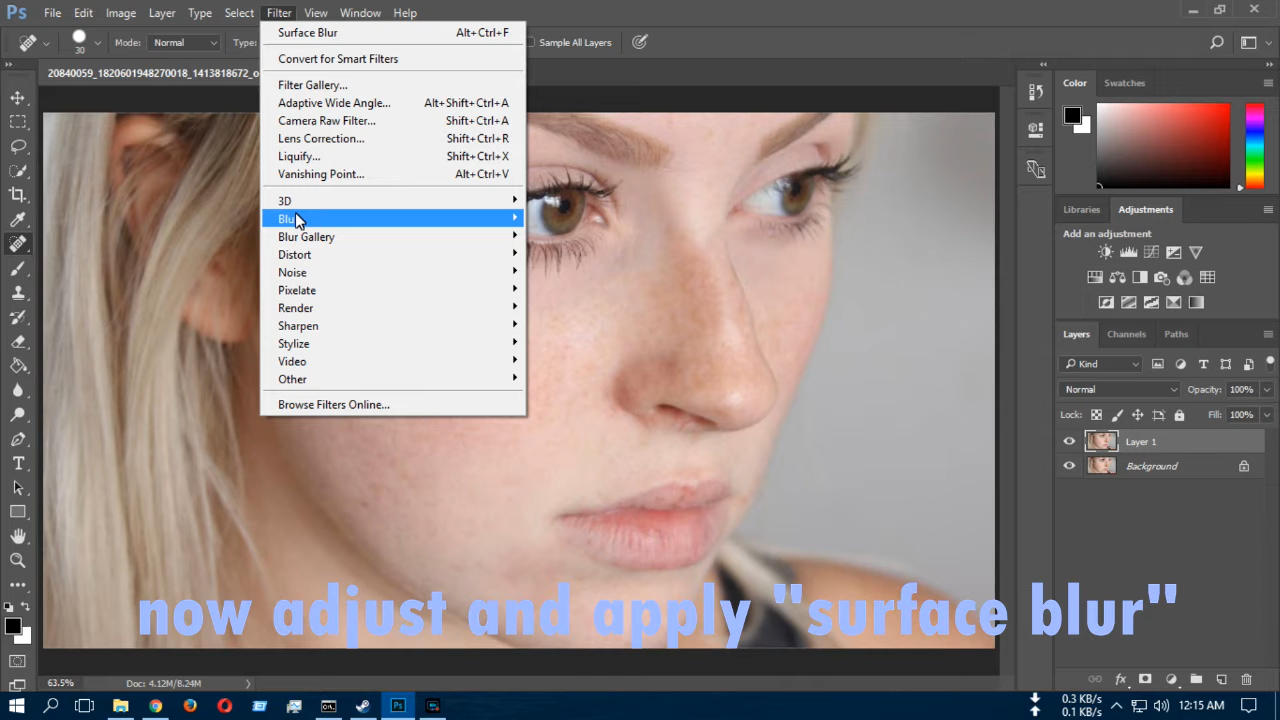 Ps File Edit Image Layer Type Select Filter View Window Help
30 Mode: Normal Type: Sample All Layers
20840059_1820601948270018_1413818672_o
Surface Blur Alt+Ctrl+F
Convert for Smart Filters
Filter Gallery...
Adaptive Wide Angle... Alt+Shift+Ctrl+A
Camera Raw Filter... Shift+Ctrl+A
Lens Correction... Shift+Ctrl+R
Liquify... Shift+Ctrl+X
Vanishing Point... Alt+Ctrl+V
3D
Blur
Blur Gallery
Distort
Noise
Pixelate
Render
Sharpen
Stylize
Video
Other
Browse Filters Online...
Color Swatches
Libraries Adjustments
Add an adjustment
Layers Channels Paths
Kind
Normal Opacity: 100%
Lock: Fill: 100%
Layer 1
Background
now adjust and apply "surface blur"
63.5% Doc: 4.12M/8.24M
0.3 KB/s
0.1 KB/s
12:15 AM